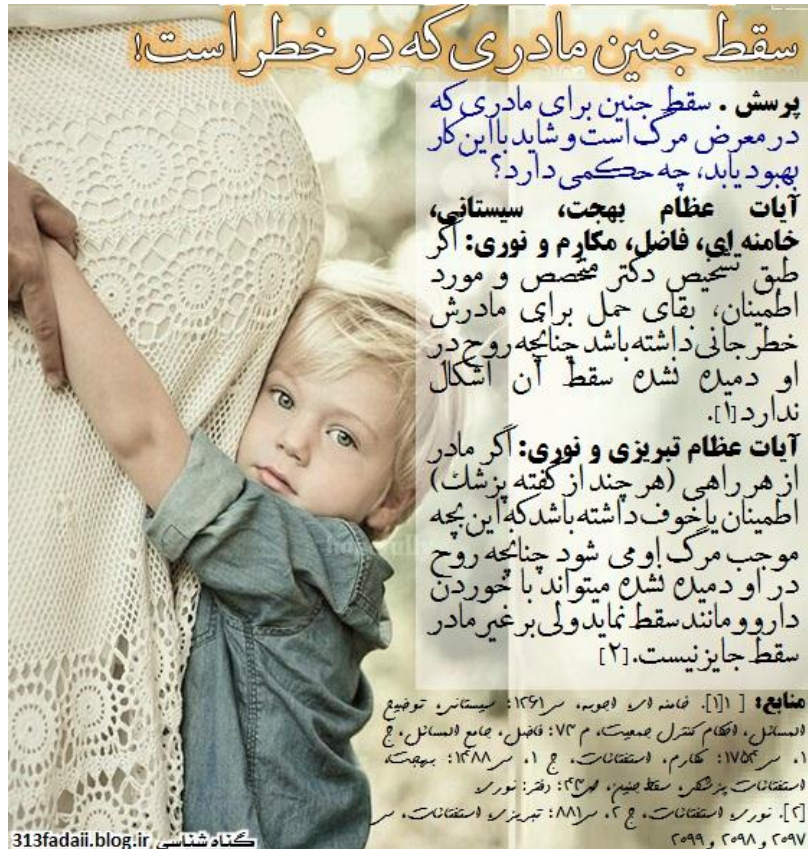 سقط جنین مادری که در خطر است!
پرسش . سقط جنین برای مادری که
در معرض مرگ است و شاید با این کار
بهبود یابد، چه حکمی دارد؟
آیات عظام بهجت، سیستانی،
خامنه ای، فاضل، مکارم و نوری: اگر
طبق تشخیص دکتر متخصص و مورد
اطمینان، بقای حمل برای مادرش
خطر جانی داشته باشد چنانچه روح در
او دمیده نشده سقط آن اشکال
ندارد[۱].
آیات عظام تبریزی و نوری: اگر مادر
از هر راهی (هر چند از گفته پزشک)
اطمینان یا خوف داشته باشد که این بچه
موجب مرگ او می شود چنانچه روح
در او دمیده نشده میتواند با خوردن
دارو و مانند سقط نماید ولی بر غیر مادر
سقط جایز نیست.[۲]
منابع: [۱[۱]. خامنه ای، اجوبه، س۱۲۶۱؛ سیستانی، توضیح
المسائل، احکام کنترل جمعیت، م ۷۳؛ فاضل، جامع المسائل، ج
۱، س۱۷۵۴؛ مکارم، استفتائات، ج ۱، س۱۴۸۸؛ بهجت،
استفتائات پزشکی، سقط جنین، ص۴۳؛ دفتر: نوری
[۲]. نوری، استفتائات، ج ۲، س۸۸۱؛ تبریزی، استفتائات، س
۲۰۹۷ و ۲۰۹۸ و ۲۰۹۹
گناه شناسی 313fadaii.blog.ir